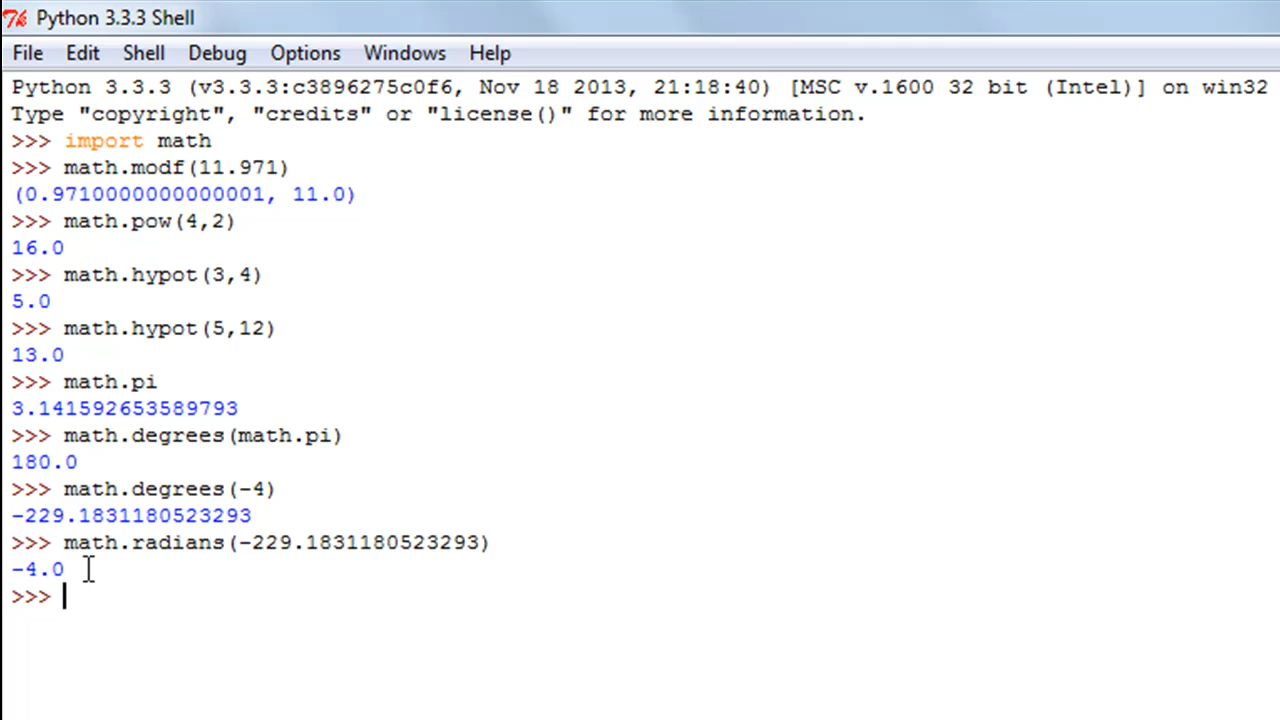 Python 3.3.3 Shell
File Edit Shell Debug Options Windows Help
Python 3.3.3 (v3.3.3:c3896275c0f6, Nov 18 2013, 21:18:40) [MSC v.1600 32 bit (Intel)] on win32
Type "copyright", "credits" or "license()" for more information.
>>> import math
>>> math.modf(11.971)
(0.9710000000000001, 11.0)
>>> math.pow(4,2)
16.0
>>> math.hypot(3,4)
5.0
>>> math.hypot(5,12)
13.0
>>> math.pi
3.141592653589793
>>> math.degrees(math.pi)
180.0
>>> math.degrees(-4)
-229.1831180523293
>>> math.radians(-229.1831180523293)
-4.0
>>>